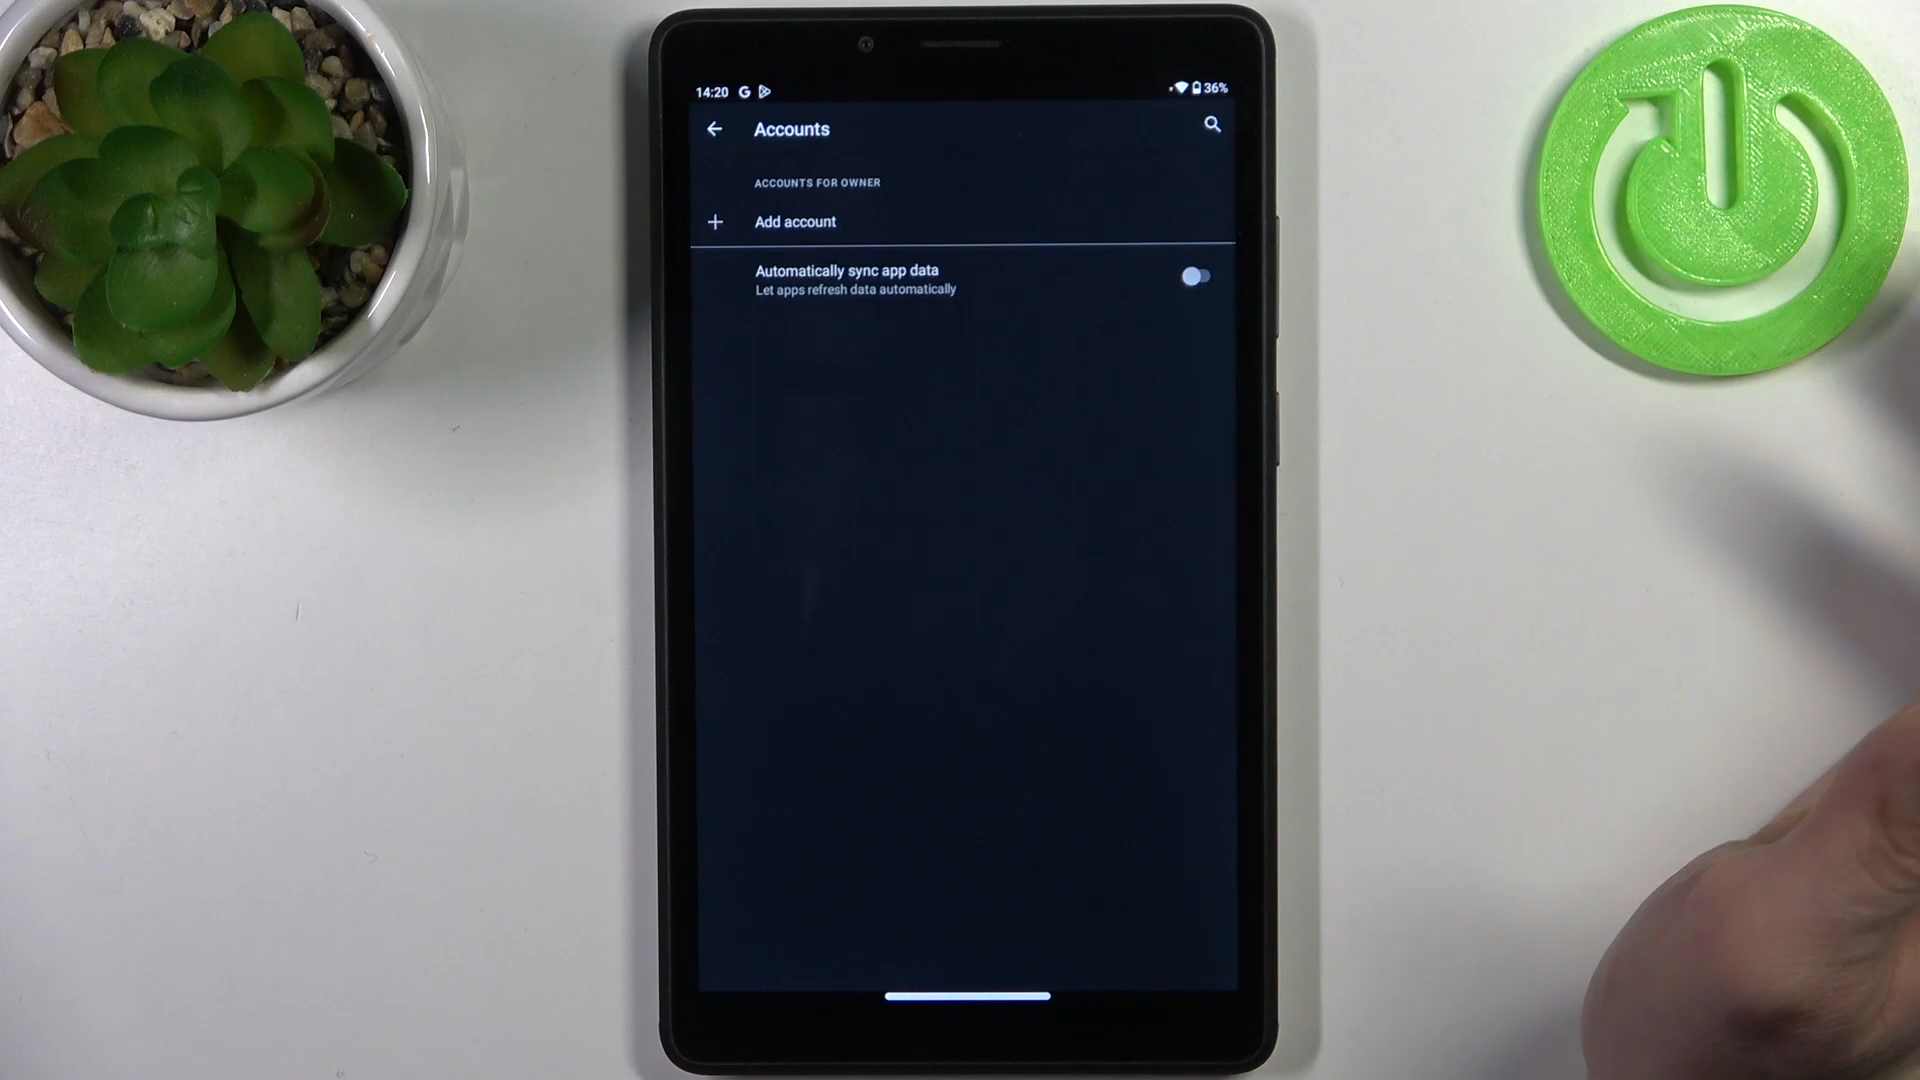 14:20 G 36%
Accounts
ACCOUNTS FOR OWNER
Add account
Automatically sync app data
Let apps refresh data automatically